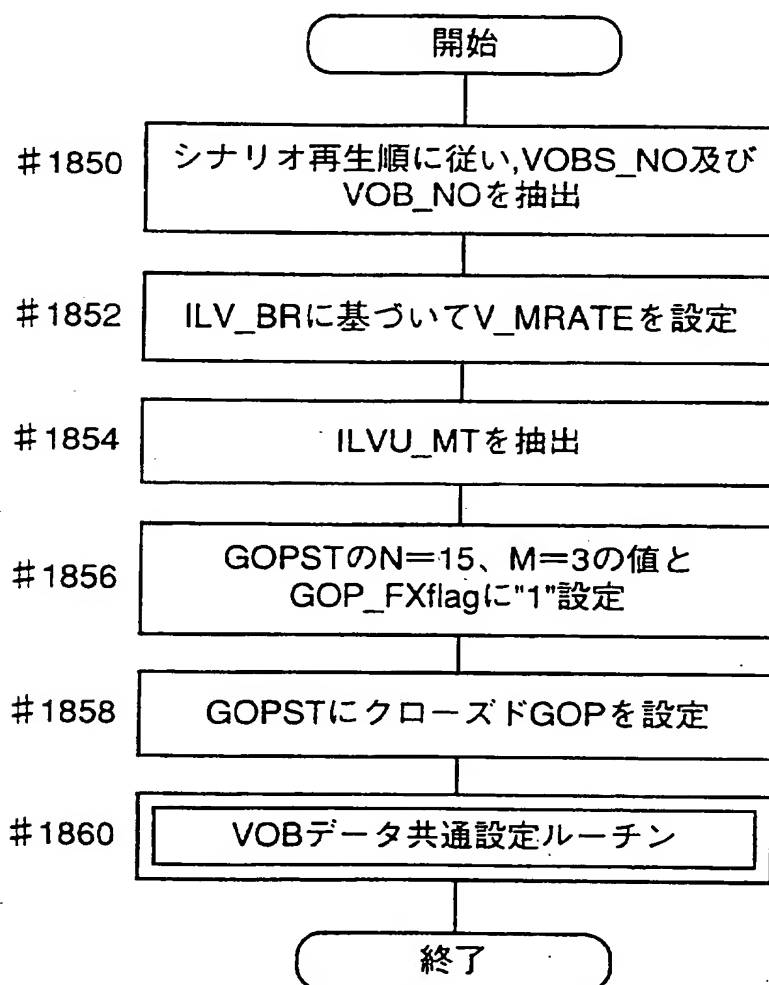 開始
#1850
シナリオ再生順に従い,VOBS_NO及び
VOB_NOを抽出
#1852
ILV_BRに基づいてV_MRATEを設定
#1854
ILVU_MTを抽出
#1856
GOPSTのN=15、M=3の値と
GOP_FXflagに"1"設定
#1858
GOPSTにクローズドGOPを設定
#1860
VOBデータ共通設定ルーチン
終了